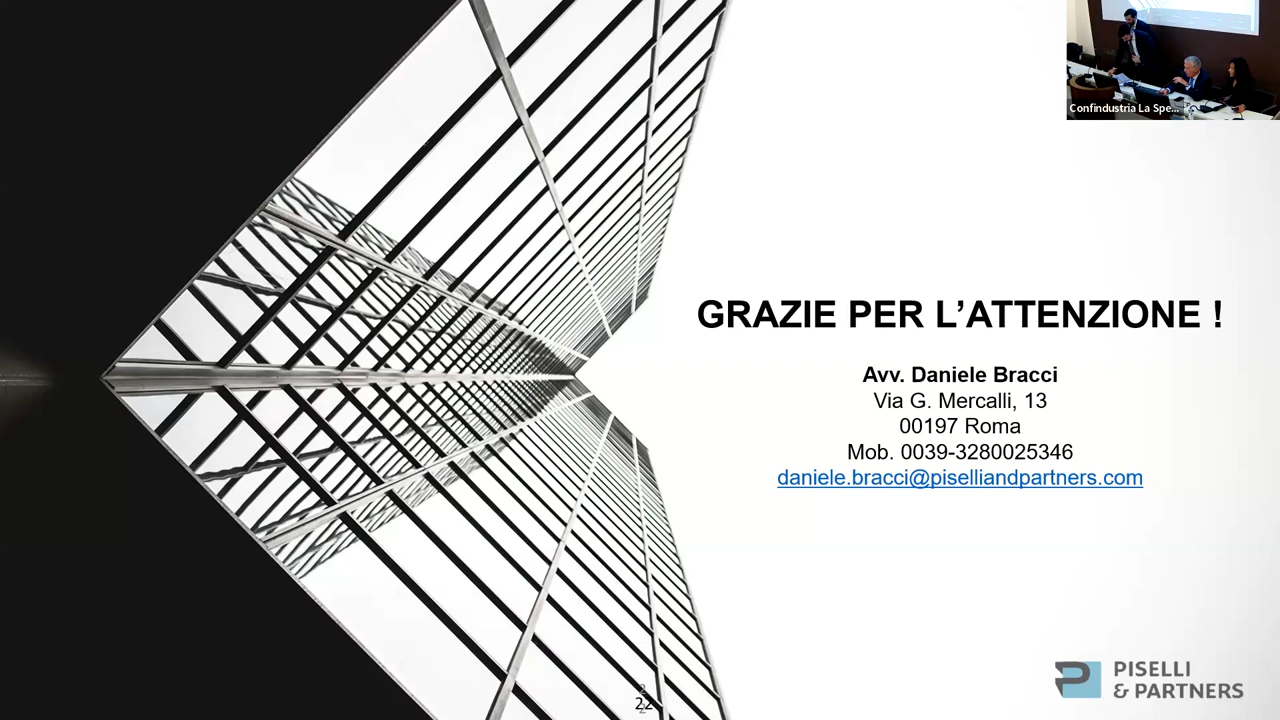 Confindustria La Spe...
GRAZIE PER L’ATTENZIONE !
Avv. Daniele Bracci
Via G. Mercalli, 13
00197 Roma
Mob. 0039-3280025346
daniele.bracci@piselliandpartners.com
PISELLI
& PARTNERS
22